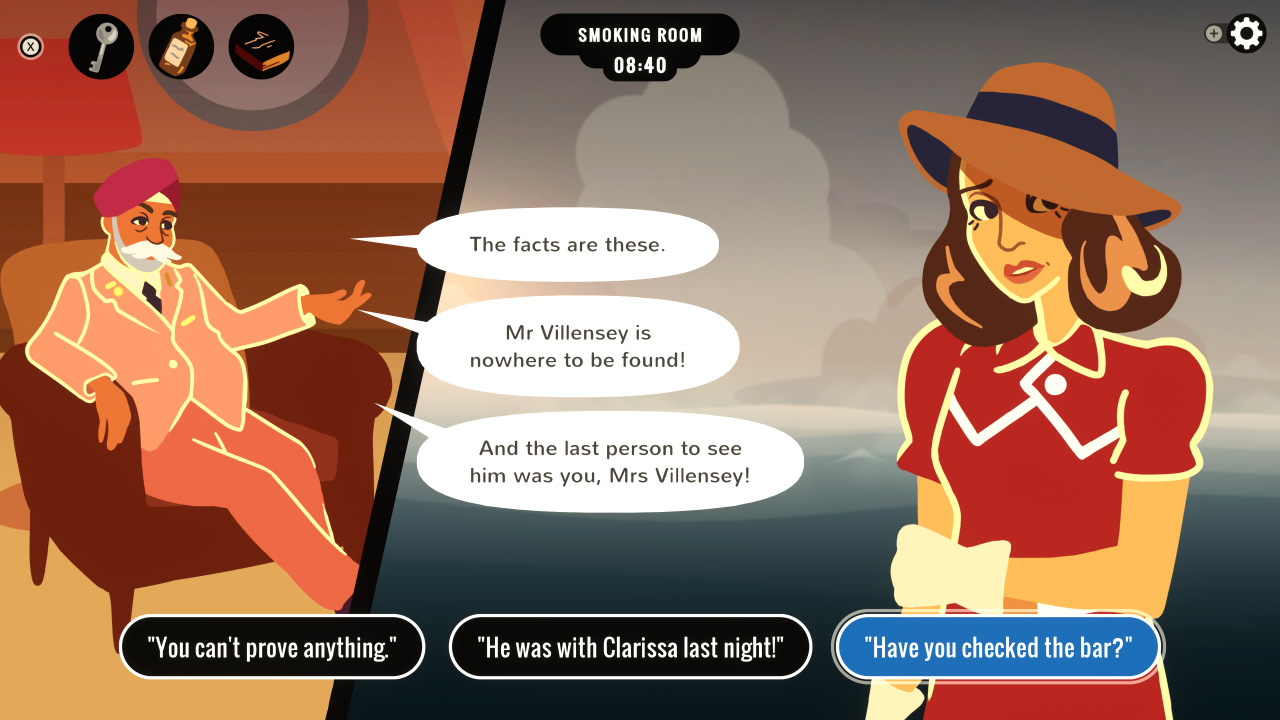 X
SMOKING ROOM
08:40
+
The facts are these.
Mr Villensey is
nowhere to be found!
And the last person to see
him was you, Mrs Villensey!
"You can't prove anything."
"He was with Clarissa last night!"
"Have you checked the bar?"